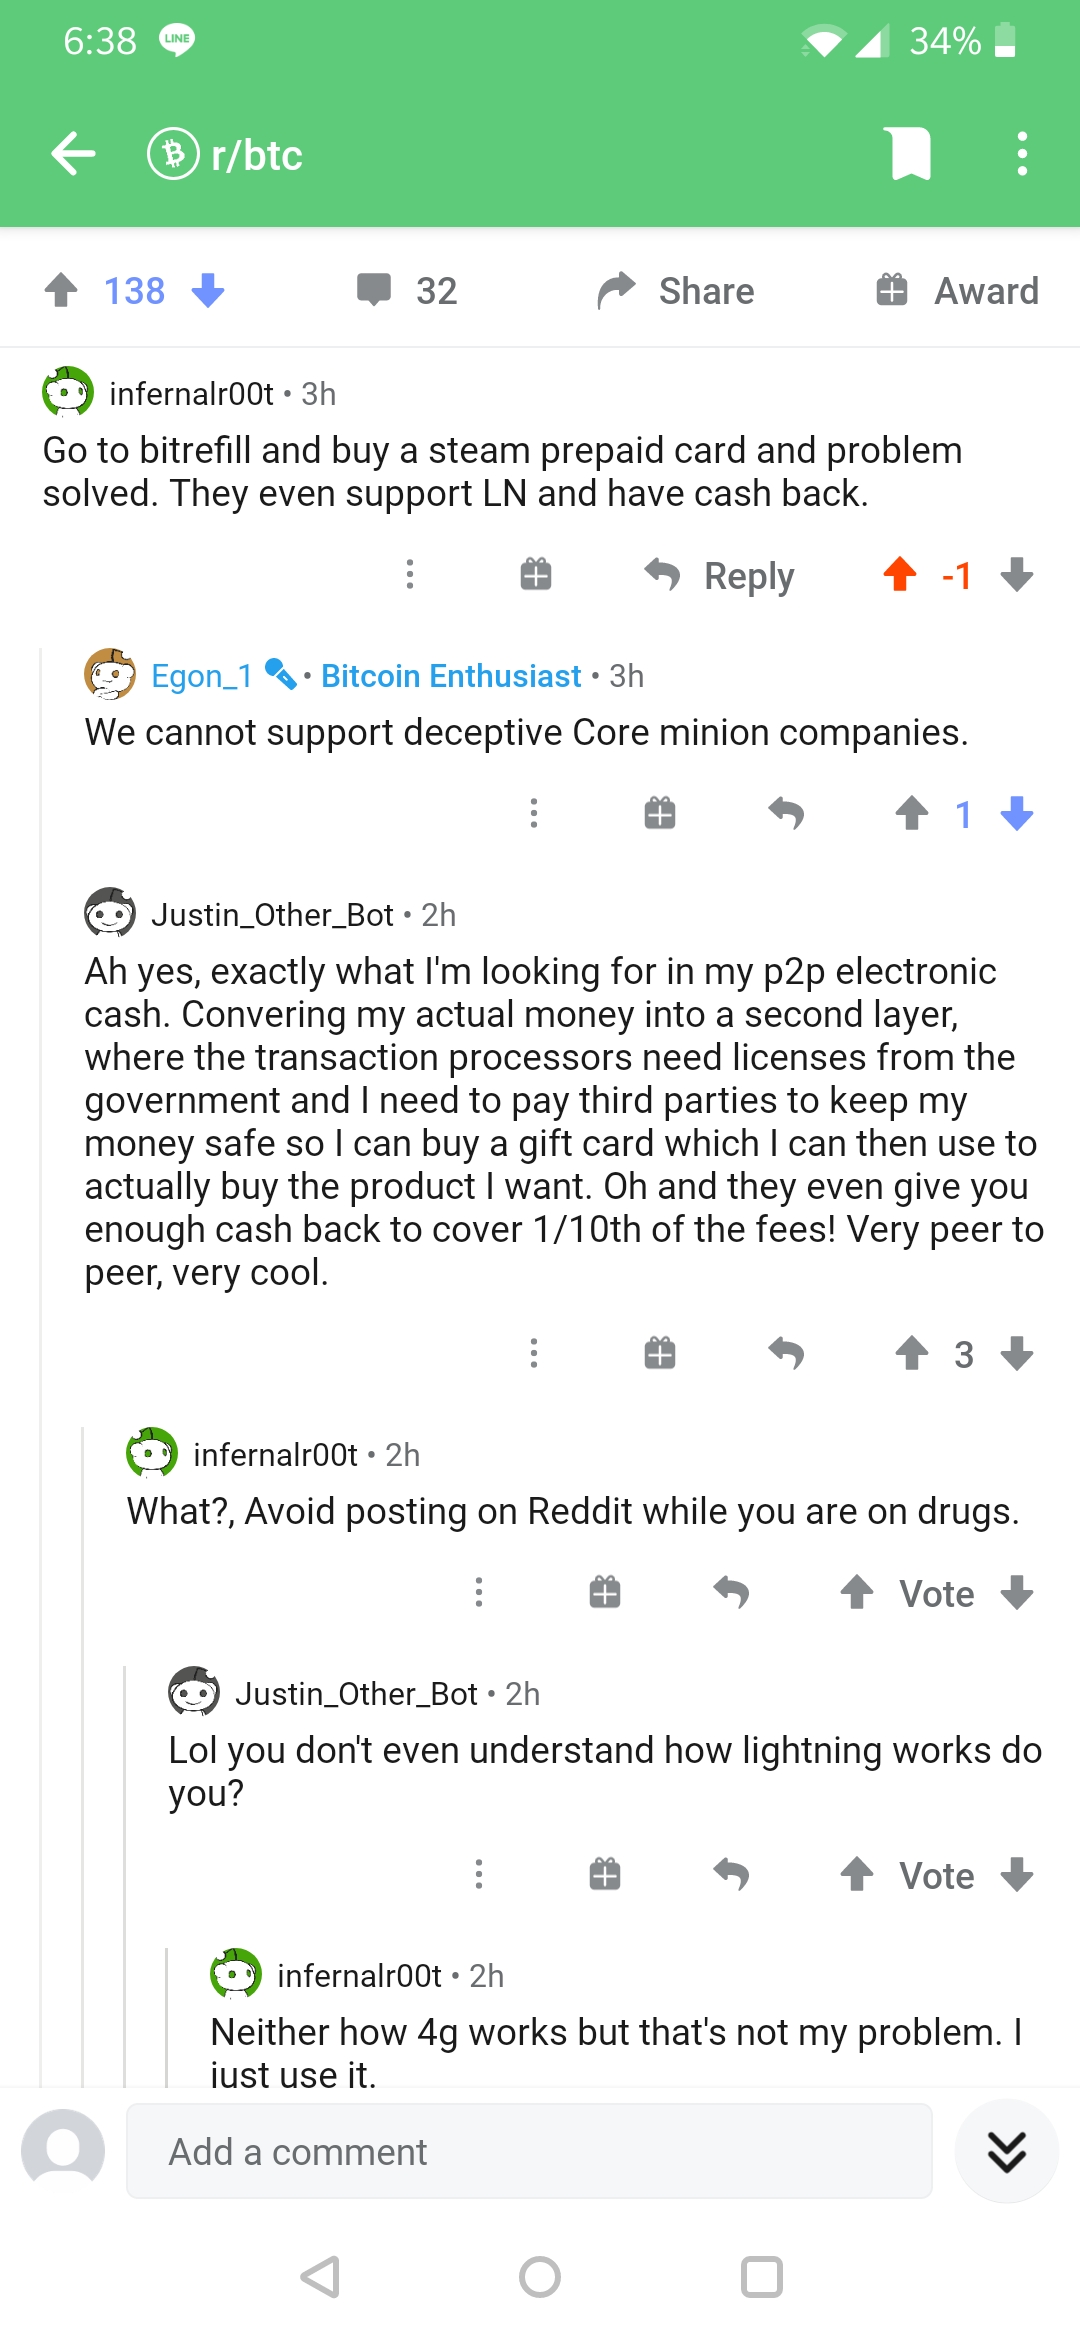 6:38 LINE 34%
r/btc
138 32 Share Award
infernalr00t • 3h
Go to bitrefill and buy a steam prepaid card and problem
solved. They even support LN and have cash back.
Reply -1
Egon_1 • Bitcoin Enthusiast • 3h
We cannot support deceptive Core minion companies.
1
Justin_Other_Bot • 2h
Ah yes, exactly what I'm looking for in my p2p electronic
cash. Convering my actual money into a second layer,
where the transaction processors need licenses from the
government and I need to pay third parties to keep my
money safe so I can buy a gift card which I can then use to
actually buy the product I want. Oh and they even give you
enough cash back to cover 1/10th of the fees! Very peer to
peer, very cool.
3
infernalr00t • 2h
What?, Avoid posting on Reddit while you are on drugs.
Vote
Justin_Other_Bot • 2h
Lol you don't even understand how lightning works do
you?
Vote
infernalr00t • 2h
Neither how 4g works but that's not my problem. I
just use it.
Add a comment